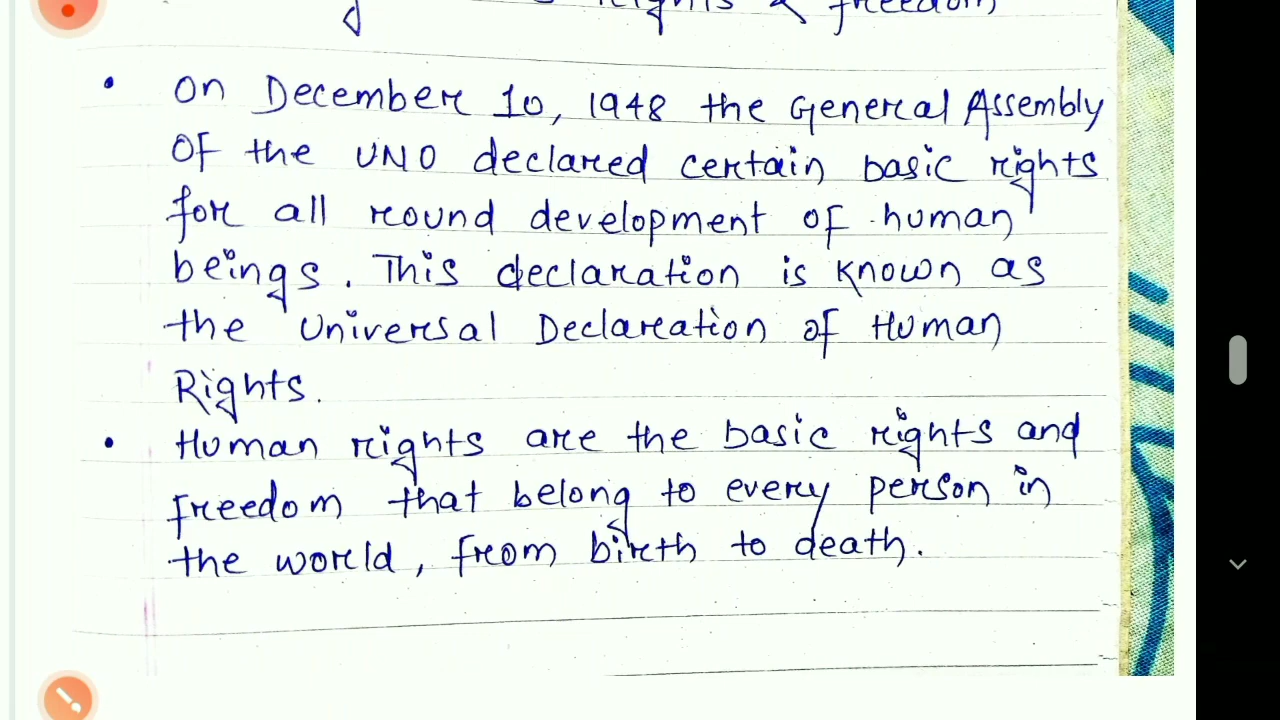 rights & freedom
• On December 10, 1948 the General Assembly
OF the UNO declared certain basic rights
for all round development of human
beings. This declaration is known as
the Universal Declaration of Human
Rights.
• Human rights are the basic rights and
freedom that belong to every person in
the world, from birth to death.